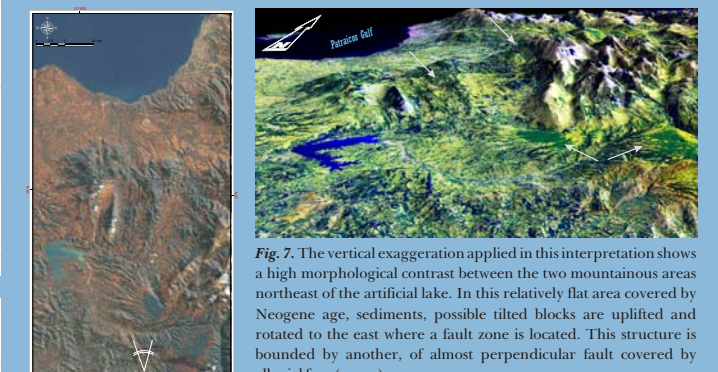 Patraicos Gulf
Fig. 7. The vertical exaggeration applied in this interpretation shows
a high morphological contrast between the two mountainous areas
northeast of the artificial lake. In this relatively flat area covered by
Neogene age, sediments, possible tilted blocks are uplifted and
rotated to the east where a fault zone is located. This structure is
bounded by another, of almost perpendicular fault covered by